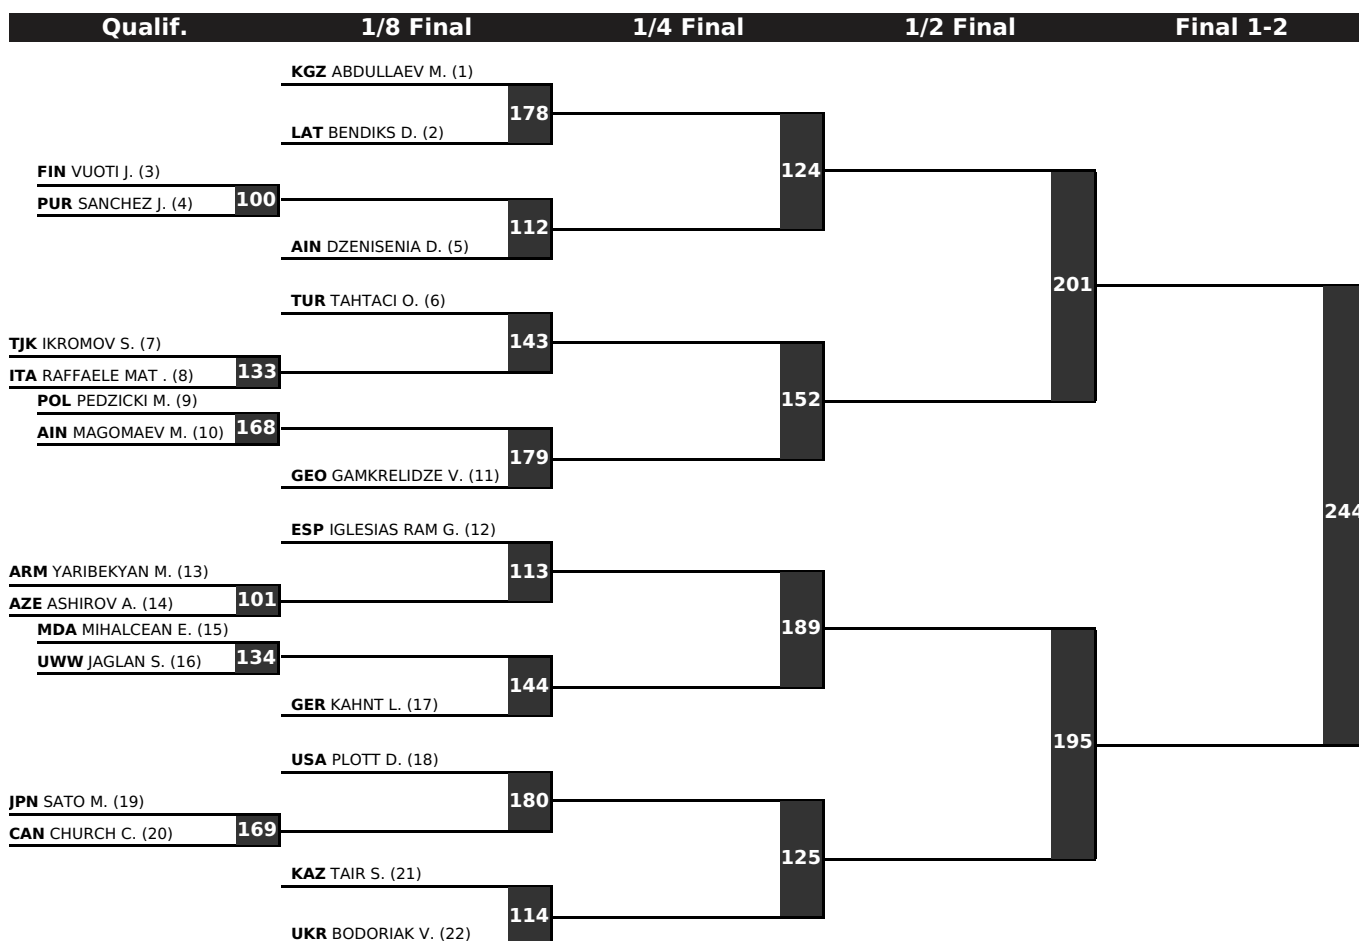 Qualif. 1/8 Final 1/4 Final 1/2 Final Final 1-2
KGZ ABDULLAEV M. (1)
178
LAT BENDIKS D. (2)
124
FIN VUOTI J. (3)
PUR SANCHEZ J. (4)
100
112
AIN DZENISENIA D. (5)
201
TUR TAHTACI O. (6)
143
TJK IKROMOV S. (7)
ITA RAFFAELE MAT . (8)
133
152
POL PEDZICKI M. (9)
AIN MAGOMAEV M. (10)
168
179
GEO GAMKRELIDZE V. (11)
244
ESP IGLESIAS RAM G. (12)
113
ARM YARIBEKYAN M. (13)
AZE ASHIROV A. (14)
101
189
MDA MIHALCEAN E. (15)
UWW JAGLAN S. (16)
134
144
GER KAHNT L. (17)
195
USA PLOTT D. (18)
180
JPN SATO M. (19)
CAN CHURCH C. (20)
169
125
KAZ TAIR S. (21)
114
UKR BODORIAK V. (22)